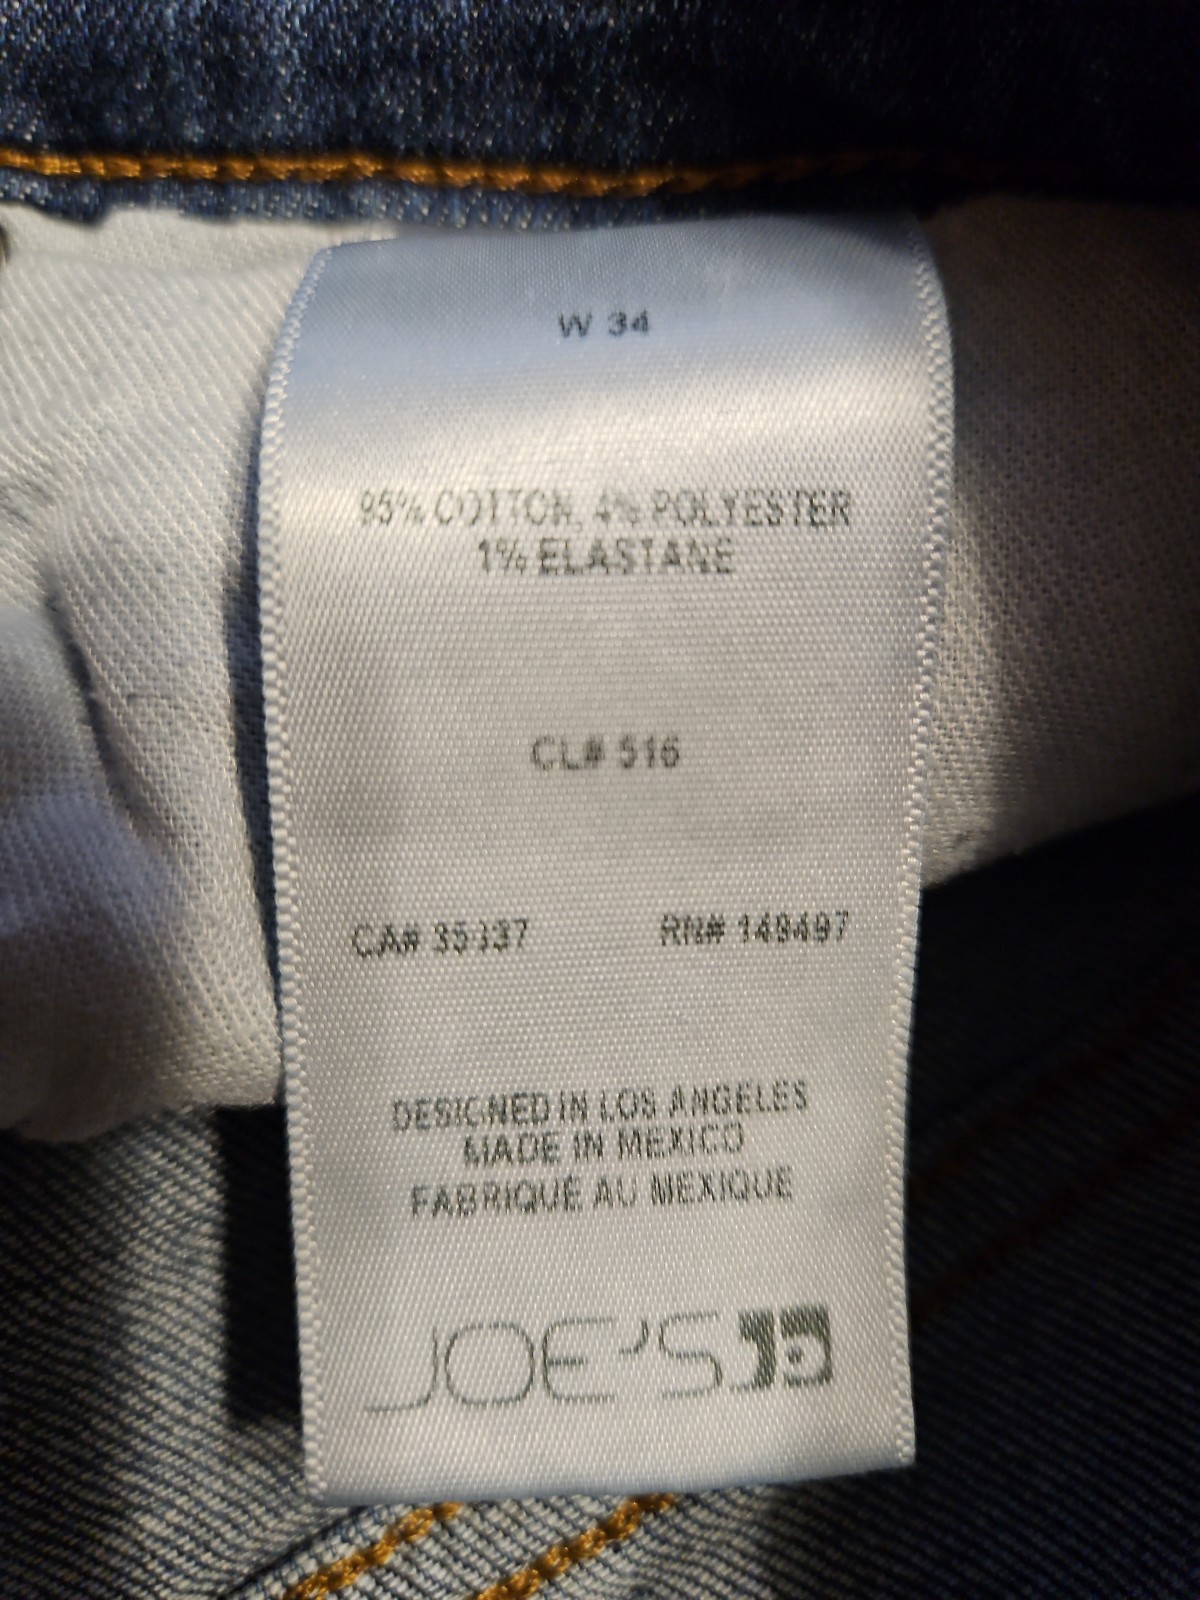 W 34
95% COTTON, 4% POLYESTER
1% ELASTANE
CL# 516
CA# 35337 RN# 149497
DESIGNED IN LOS ANGELES
MADE IN MEXICO
FABRIQUÉ AU MEXIQUE
JOE'S